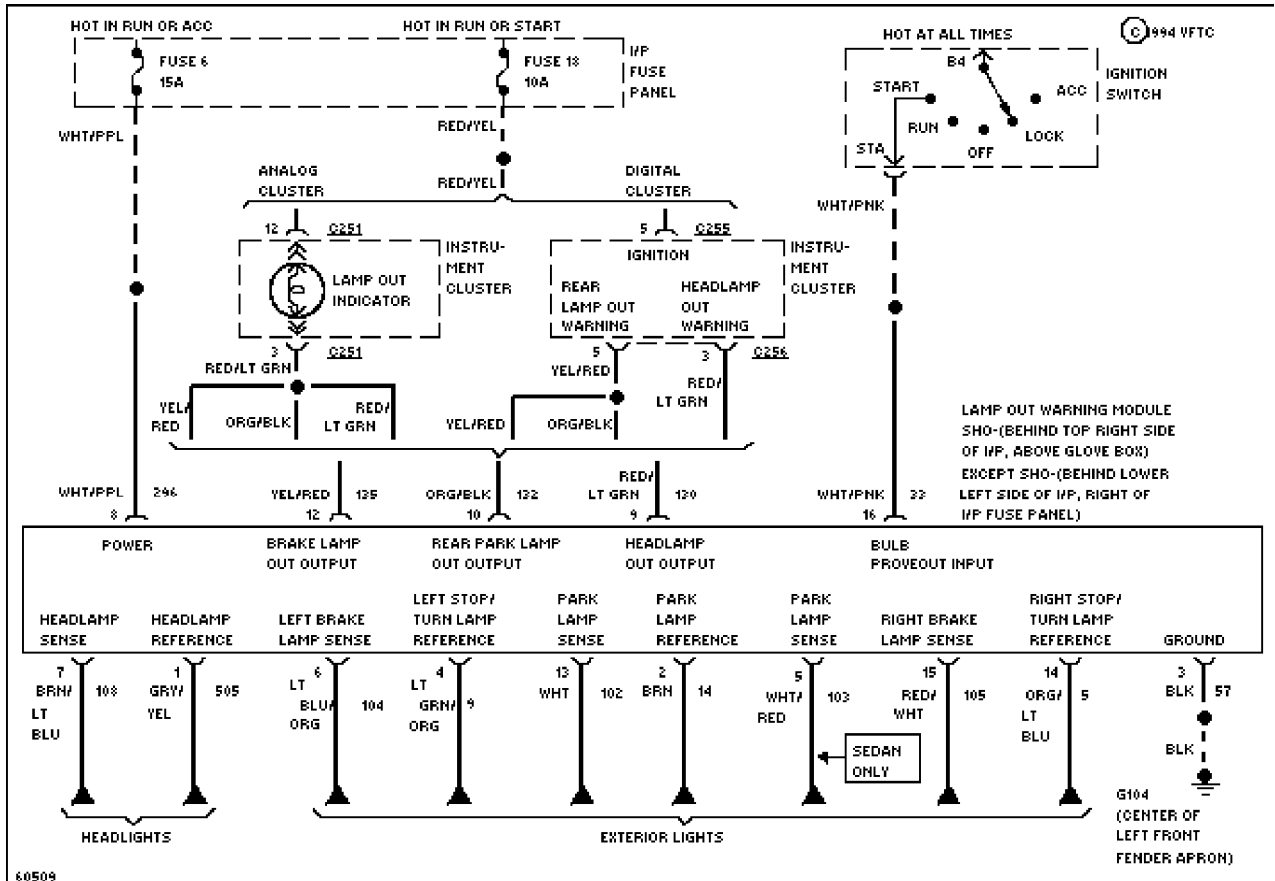 HOT IN RUN OR ACC
HOT IN RUN OR START
HOT AT ALL TIMES
C 1994 VFTC
FUSE 6
15A
FUSE 18
10A
I/P
FUSE
PANEL
B4
START
ACC
RUN
LOCK
OFF
STA
IGNITION
SWITCH
WHT/PPL
RED/YEL
RED/YEL
WHT/PNK
ANALOG
CLUSTER
DIGITAL
CLUSTER
12
C251
5
C255
INSTRU-
MENT
CLUSTER
LAMP OUT
INDICATOR
IGNITION
REAR
LAMP OUT
WARNING
HEADLAMP
OUT
WARNING
INSTRU-
MENT
CLUSTER
3
C251
5
3
C256
RED/LT GRN
YEL/RED
RED/
LT GRN
YEL/
RED
ORG/BLK
RED/
LT GRN
YEL/RED
ORG/BLK
LAMP OUT WARNING MODULE
SHO-(BEHIND TOP RIGHT SIDE
OF I/P, ABOVE GLOVE BOX)
EXCEPT SHO-(BEHIND LOWER
LEFT SIDE OF I/P, RIGHT OF
I/P FUSE PANEL)
WHT/PPL 296
8
YEL/RED 135
12
ORG/BLK 132
10
RED/
LT GRN 130
9
WHT/PNK 33
16
POWER
BRAKE LAMP
OUT OUTPUT
REAR PARK LAMP
OUT OUTPUT
HEADLAMP
OUT OUTPUT
BULB
PROVEOUT INPUT
HEADLAMP
SENSE
HEADLAMP
REFERENCE
LEFT BRAKE
LAMP SENSE
LEFT STOP/
TURN LAMP
REFERENCE
PARK
LAMP
SENSE
PARK
LAMP
REFERENCE
PARK
LAMP
SENSE
RIGHT BRAKE
LAMP SENSE
RIGHT STOP/
TURN LAMP
REFERENCE
GROUND
7
BRN/
LT
BLU
108
1
GRY/
YEL
505
6
LT
BLU/
ORG
104
4
LT
GRN/
ORG
9
13
WHT
102
2
BRN
14
5
WHT/
RED
103
15
RED/
WHT
105
14
ORG/
LT
BLU
5
3
BLK
57
BLK
SEDAN
ONLY
G104
(CENTER OF
LEFT FRONT
FENDER APRON)
HEADLIGHTS
EXTERIOR LIGHTS
60509